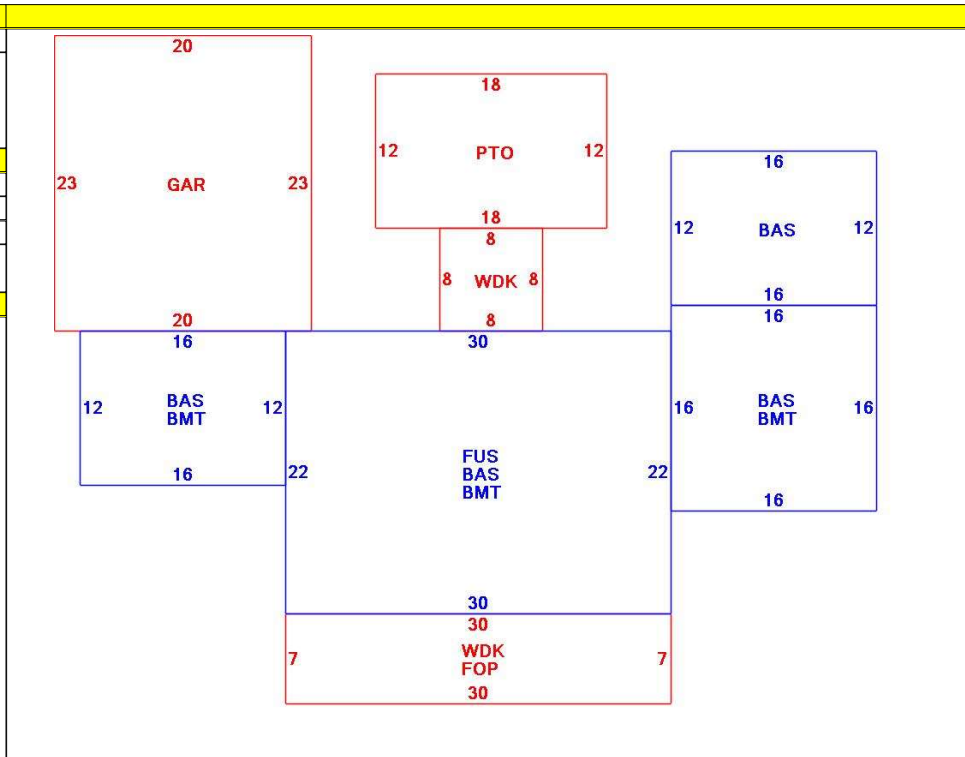 20
23 GAR 23
20
18
12 PTO 12
18
8
8 WDK 8
8
16
12 BAS 12
16
16
12 BAS 12
BMT
16
30
22 FUS 22
BAS
BMT
30
16
16 BAS 16
BMT
16
30
7 WDK 7
FOP
30